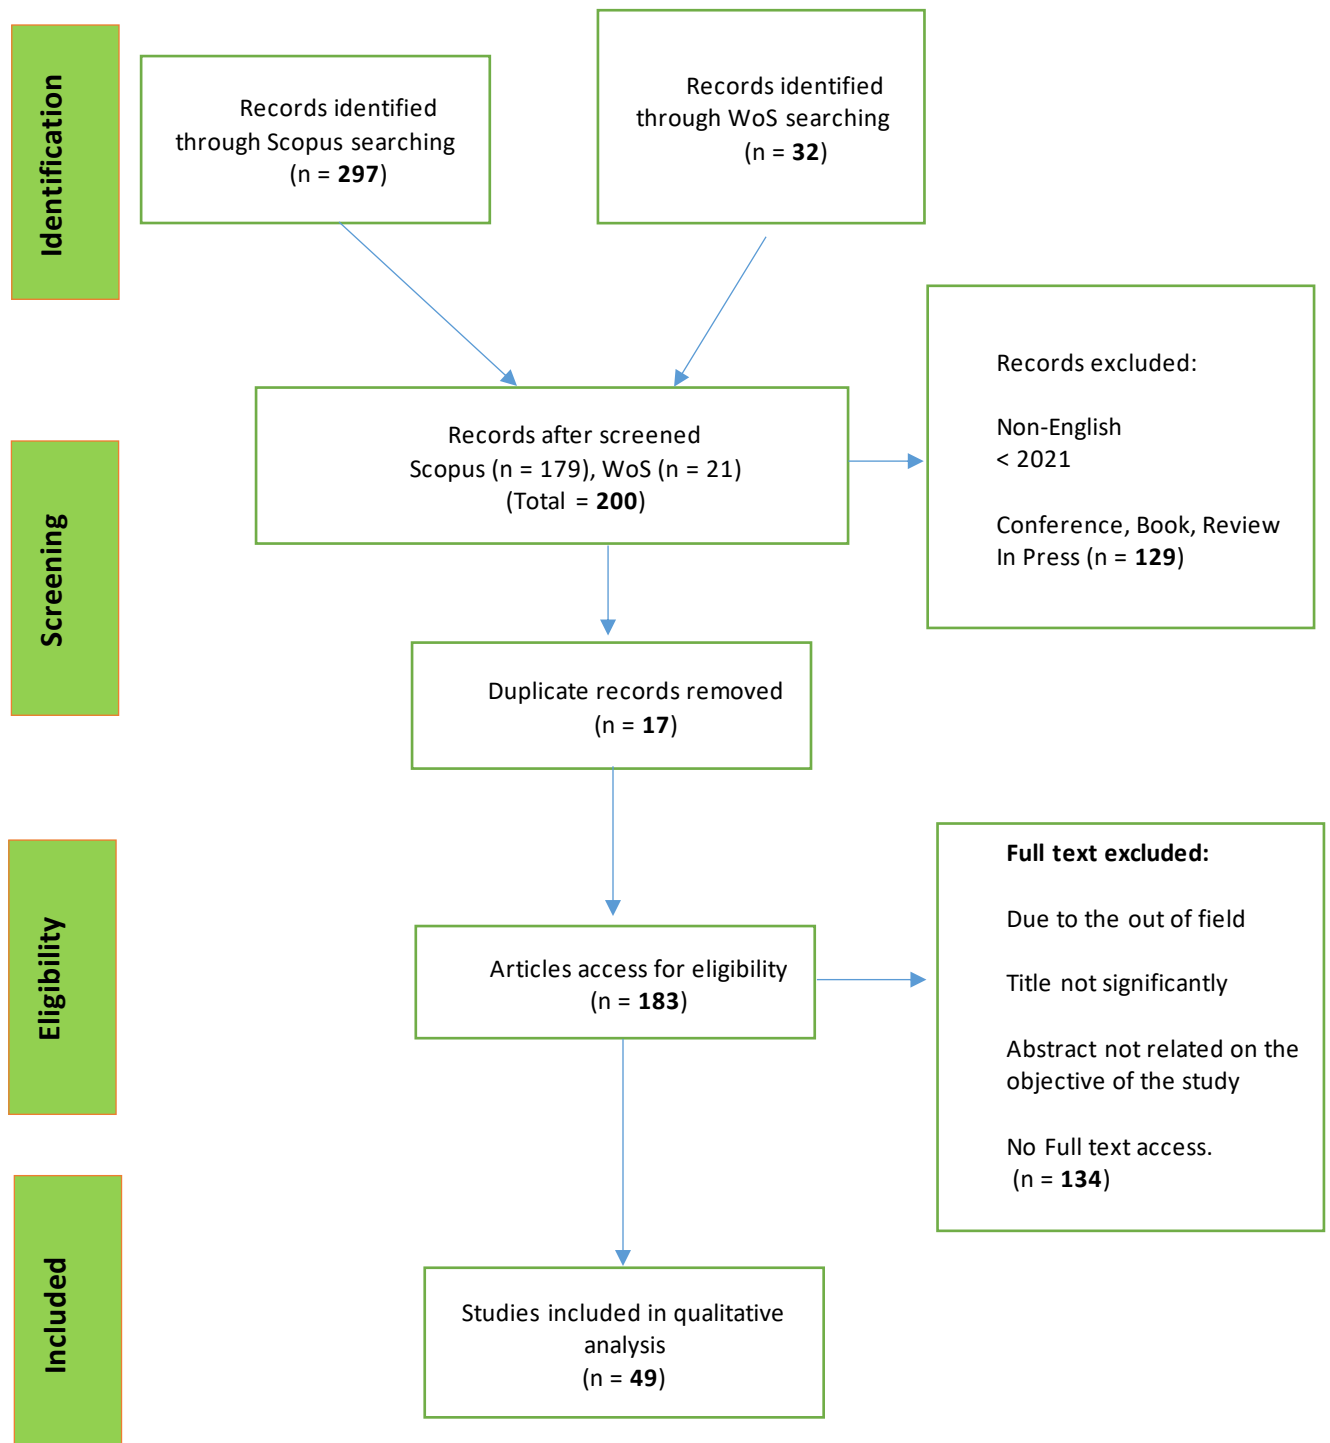 Identification
Records identified
through Scopus searching
(n = 297)
Records identified
through WoS searching
(n = 32)
Screening
Records after screened
Scopus (n = 179), WoS (n = 21)
(Total = 200)
Records excluded:
Non-English
< 2021
Conference, Book, Review
In Press (n = 129)
Duplicate records removed
(n = 17)
Eligibility
Articles access for eligibility
(n = 183)
Full text excluded:
Due to the out of field
Title not significantly
Abstract not related on the
objective of the study
No Full text access.
(n = 134)
Included
Studies included in qualitative
analysis
(n = 49)